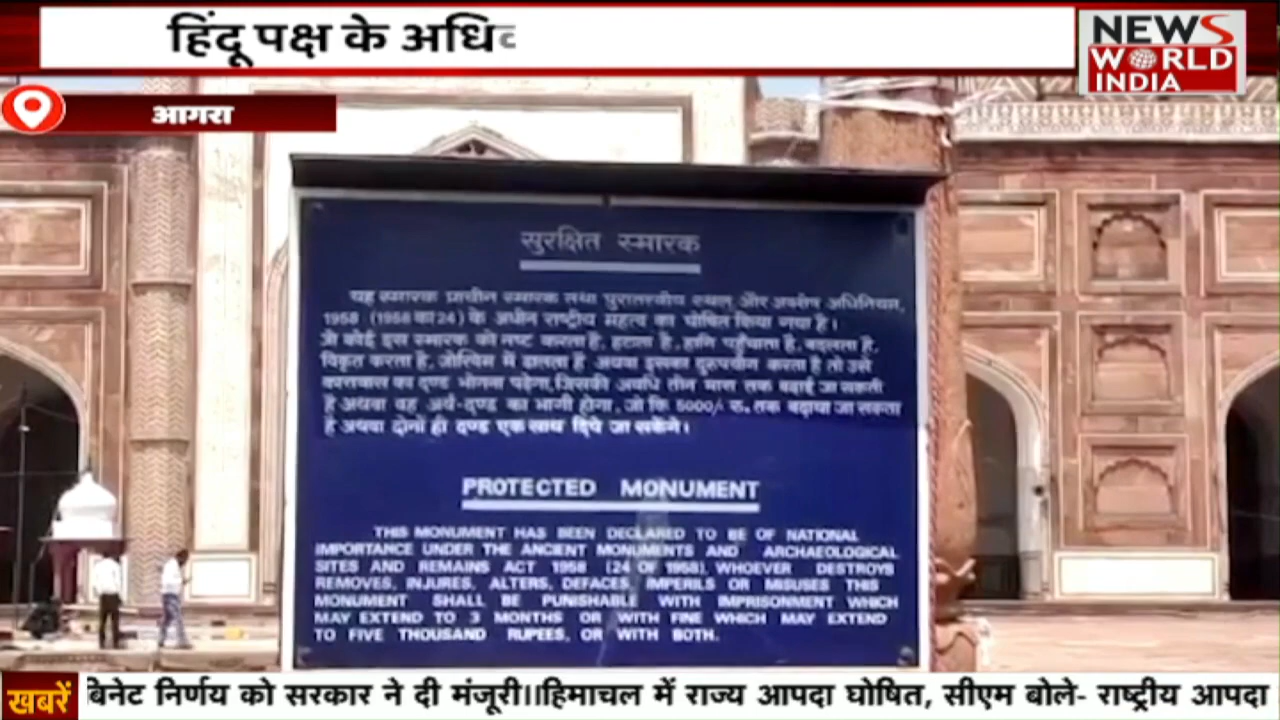 हिंदू पक्ष के
NEWS
WORLD
INDIA
आगरा
सुरक्षित स्मारक
यह स्मारक प्राचीन स्मारक तथा पुरातत्वीय स्थल और अवशेष अधिनियम,
1958 (1958 का 24) के अधीन राष्ट्रीय महत्व का घोषित किया गया है।
जो कोई इस स्मारक को नष्ट करता है, हटाता है, हानि पहुँचाता है, बदलता है,
विकृत करता है, जोखिम में डालता है अथवा इसका दुरुपयोग करता है तो उसे
कारावास का दण्ड भोगना पड़ेगा, जिसकी अवधि तीन मास तक बढ़ाई जा सकती
है अथवा वह अर्थ-दण्ड का भागी होगा, जो कि 5000/- रु. तक बढ़ाया जा सकता
है अथवा दोनों ही दण्ड एक साथ दिये जा सकेंगे।
PROTECTED MONUMENT
THIS MONUMENT HAS BEEN DECLARED TO BE OF NATIONAL
IMPORTANCE UNDER THE ANCIENT MONUMENTS AND ARCHAEOLOGICAL
SITES AND REMAINS ACT 1958 (24 OF 1958). WHOEVER DESTROYS
REMOVES, INJURES, ALTERS, DEFACES, IMPERILS OR MISUSES THIS
MONUMENT SHALL BE PUNISHABLE WITH IMPRISONMENT WHICH
MAY EXTEND TO 3 MONTHS OR WITH FINE WHICH MAY EXTEND
TO FIVE THOUSAND RUPEES, OR WITH BOTH.
खबरें
बिनेट निर्णय को सरकार ने दी मंजूरी।।हिमाचल में राज्य आपदा घोषित, सीएम बोले- राष्ट्रीय आपदा